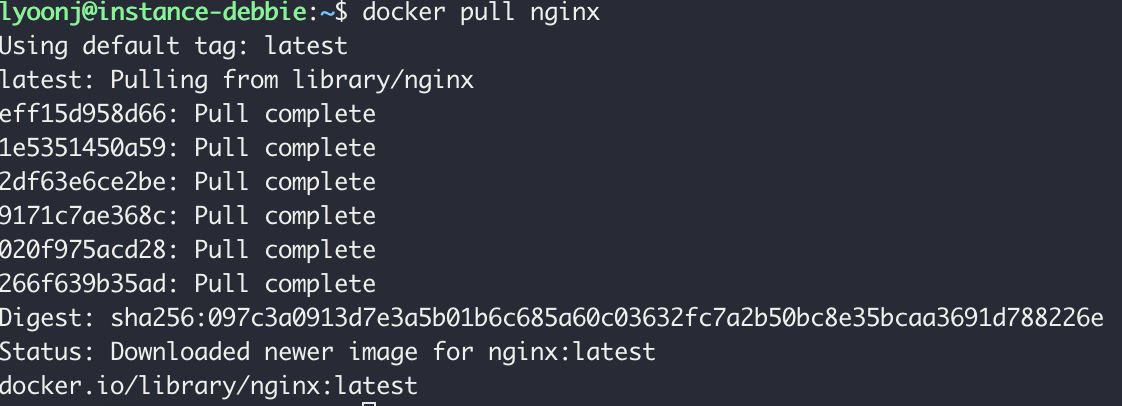 lyoonj@instance-debbie:~$ docker pull nginx
Using default tag: latest
latest: Pulling from library/nginx
eff15d958d66: Pull complete
1e5351450a59: Pull complete
2df63e6ce2be: Pull complete
9171c7ae368c: Pull complete
020f975acd28: Pull complete
266f639b35ad: Pull complete
Digest: sha256:097c3a0913d7e3a5b01b6c685a60c03632fc7a2b50bc8e35bcaa3691d788226e
Status: Downloaded newer image for nginx:latest
docker.io/library/nginx:latest